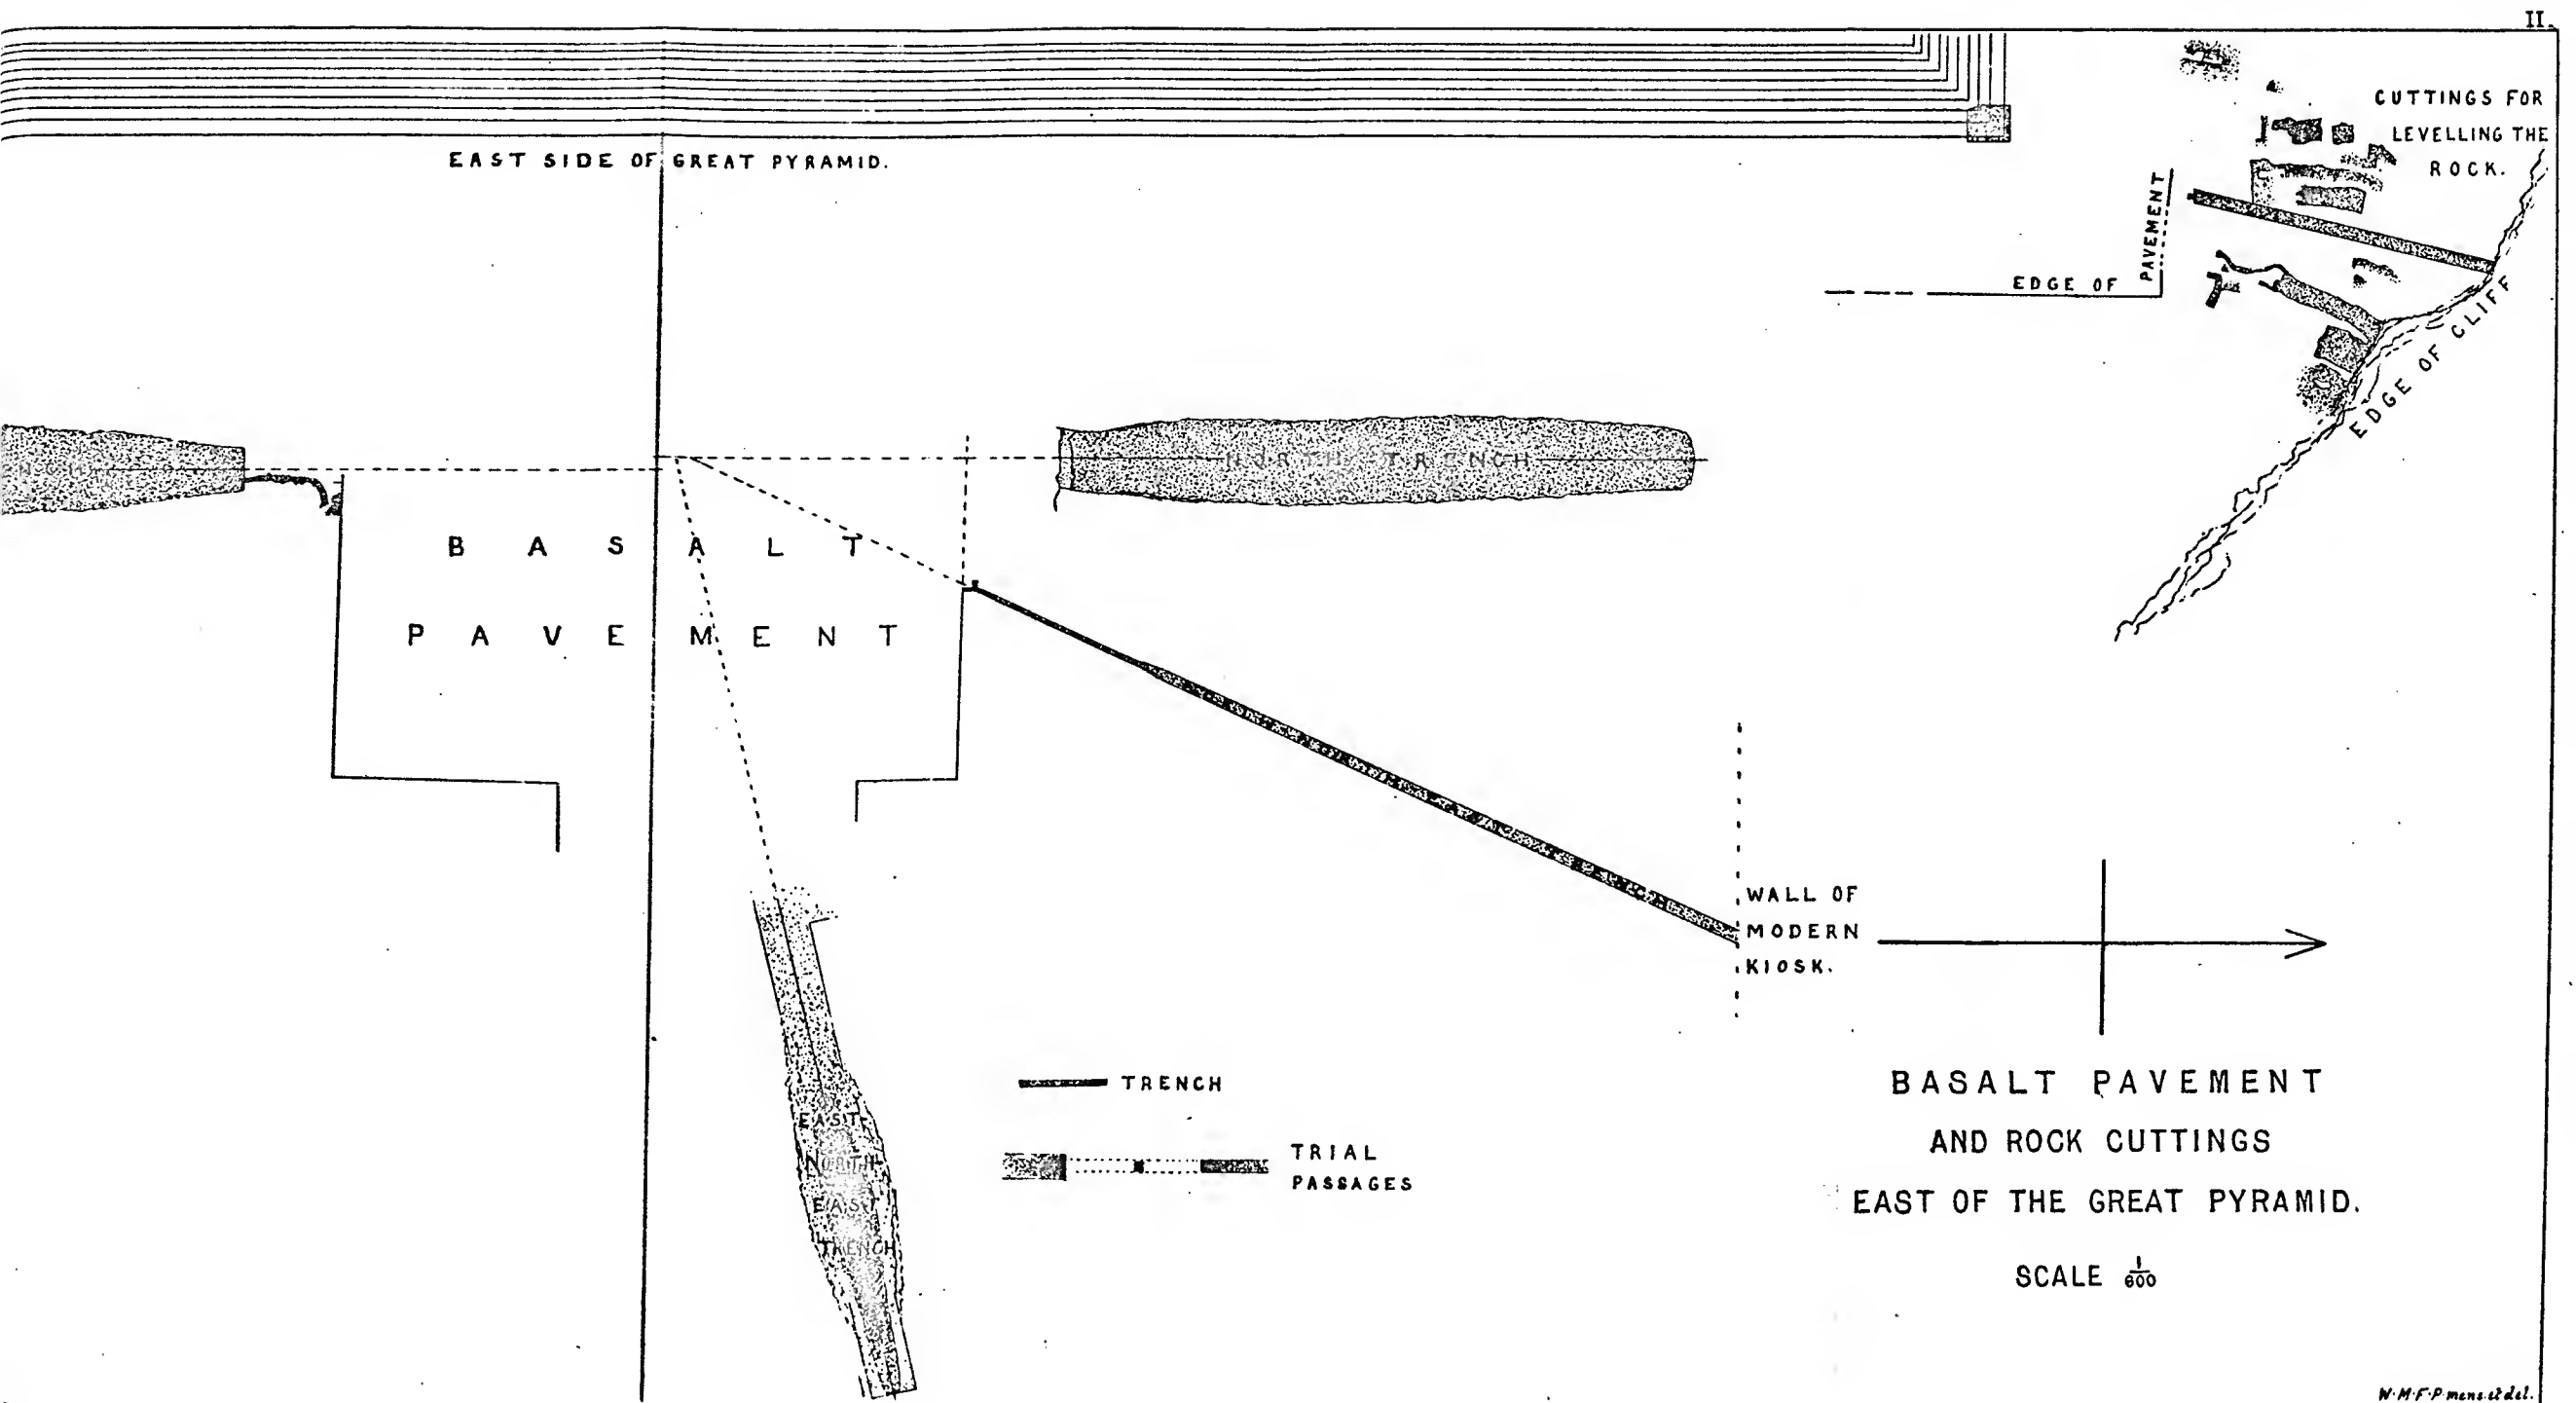 II.
CUTTINGS FOR
LEVELLING THE
ROCK.
EAST SIDE OF GREAT PYRAMID.
PAVEMENT
EDGE OF
EDGE OF CLIFF
NORTH TRENCH
BASALT
PAVEMENT
WALL OF
MODERN
KIOSK.
TRENCH
TRIAL
PASSAGES
EAST
NORTH
EAST
TRENCH
BASALT PAVEMENT
AND ROCK CUTTINGS
EAST OF THE GREAT PYRAMID.
SCALE 1/600
W.M.F.P. mens. et del.